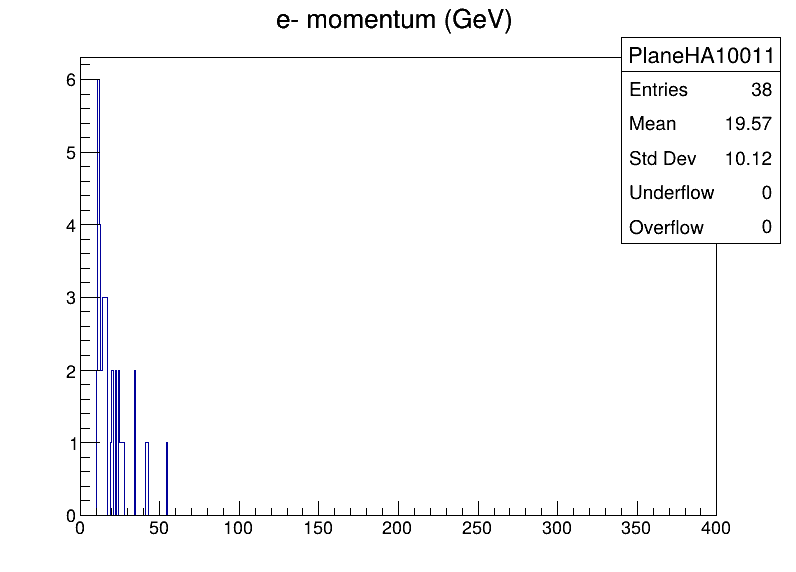 e- momentum (GeV)
PlaneHA10011
Entries 38
Mean 19.57
Std Dev 10.12
Underflow 0
Overflow 0
6
5
4
3
2
1
0
0 50 100 150 200 250 300 350 400